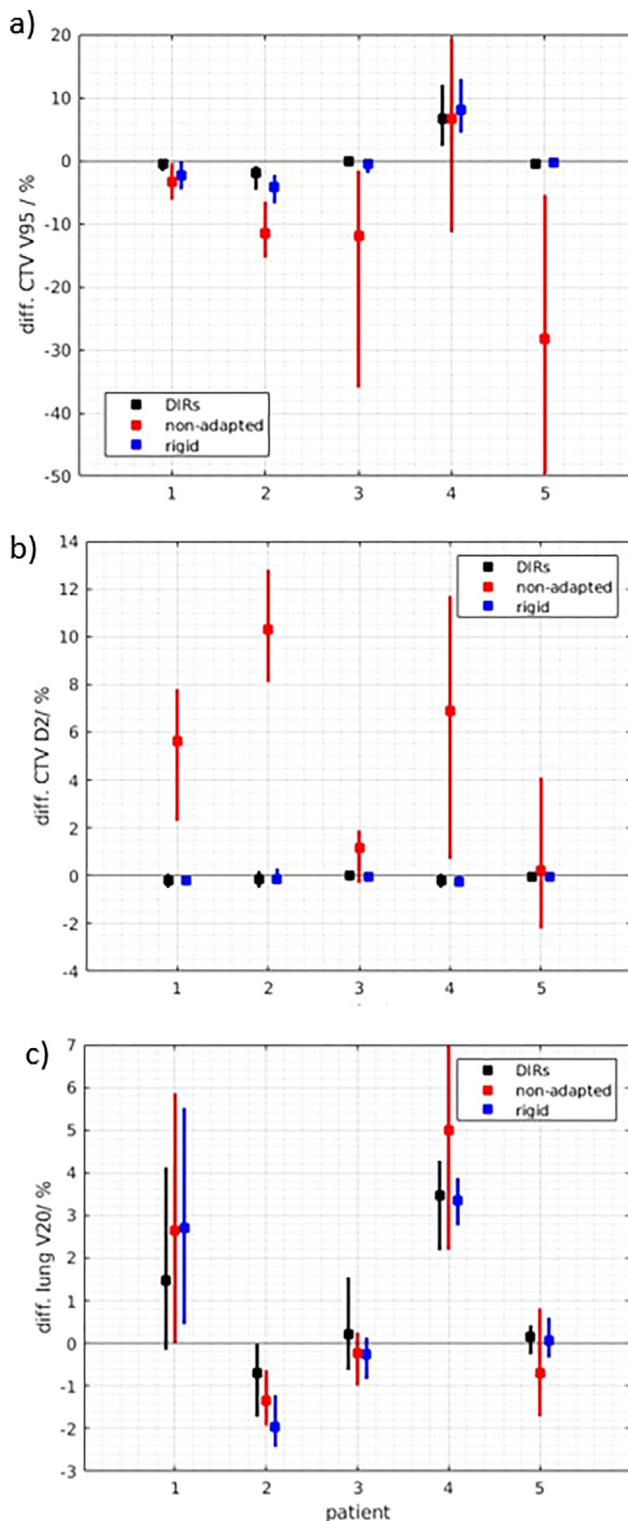 a)
20
10
0
-10
-20
-30
-40
-50
diff. CTV V95 / %
DIRs
non-adapted
rigid
1 2 3 4 5
b)
14
12
10
8
6
4
2
0
-2
-4
diff. CTV D2/ %
DIRs
non-adapted
rigid
1 2 3 4 5
c)
7
6
5
4
3
2
1
0
-1
-2
-3
diff. lung V20/ %
DIRs
non-adapted
rigid
1 2 3 4 5
patient